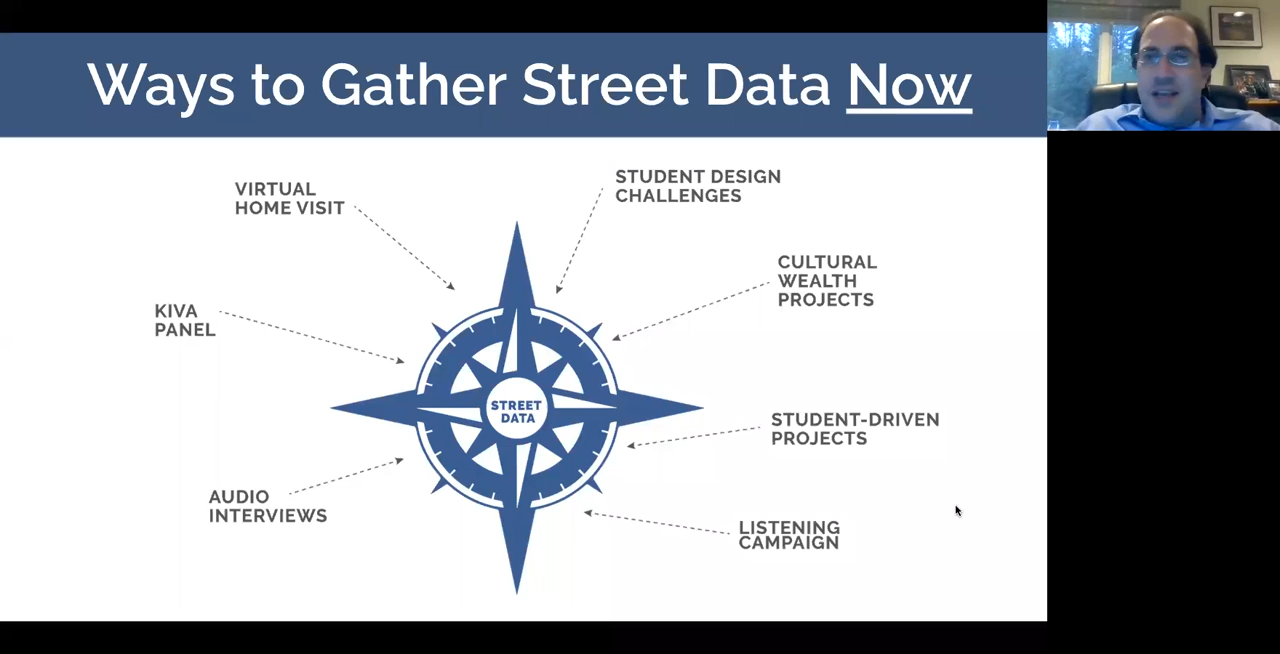 Ways to Gather Street Data Now
VIRTUAL
HOME VISIT
STUDENT DESIGN
CHALLENGES
CULTURAL
WEALTH
PROJECTS
KIVA
PANEL
STREET
DATA
STUDENT-DRIVEN
PROJECTS
AUDIO
INTERVIEWS
LISTENING
CAMPAIGN